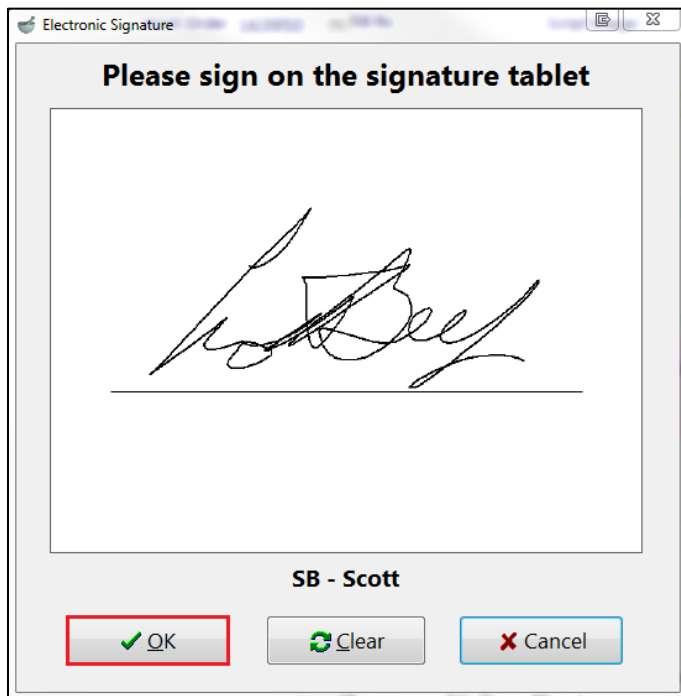 Electronic Signature
Please sign on the signature tablet
SB - Scott
OK
Clear
Cancel